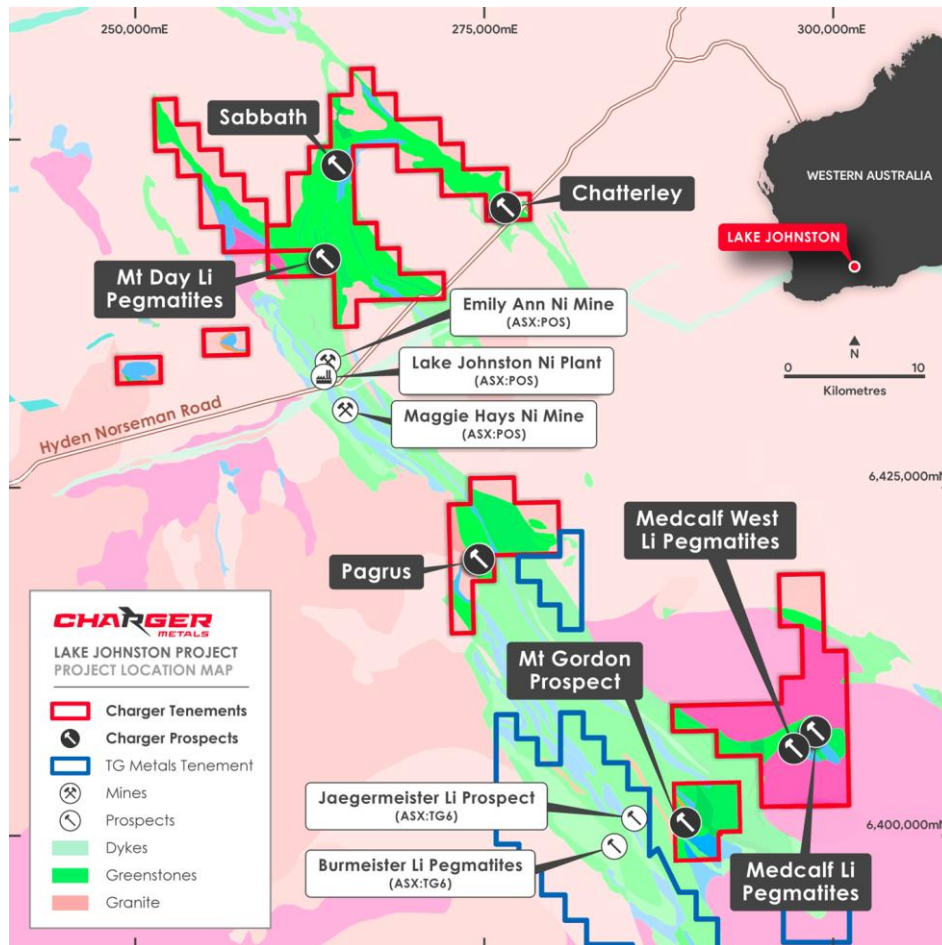 250,000mE
275,000mE
300,000mE
Sabbath
Chatterley
WESTERN AUSTRALIA
LAKE JOHNSTON
Mt Day Li
Pegmatites
Emily Ann Ni Mine
(ASX:POS)
N
0
10
Kilometres
Lake Johnston Ni Plant
(ASX:POS)
Maggie Hays Ni Mine
(ASX:POS)
Hyden Norseman Road
6,425,000mN
Medcalf West
Li Pegmatites
Pagrus
CHARGER
METALS
LAKE JOHNSTON PROJECT
PROJECT LOCATION MAP
Charger Tenements
Charger Prospects
TG Metals Tenement
Mines
Prospects
Dykes
Greenstones
Granite
Mt Gordon
Prospect
Jaegermeister Li Prospect
(ASX:TG6)
Burmeister Li Pegmatites
(ASX:TG6)
6,400,000mN
Medcalf Li
Pegmatites